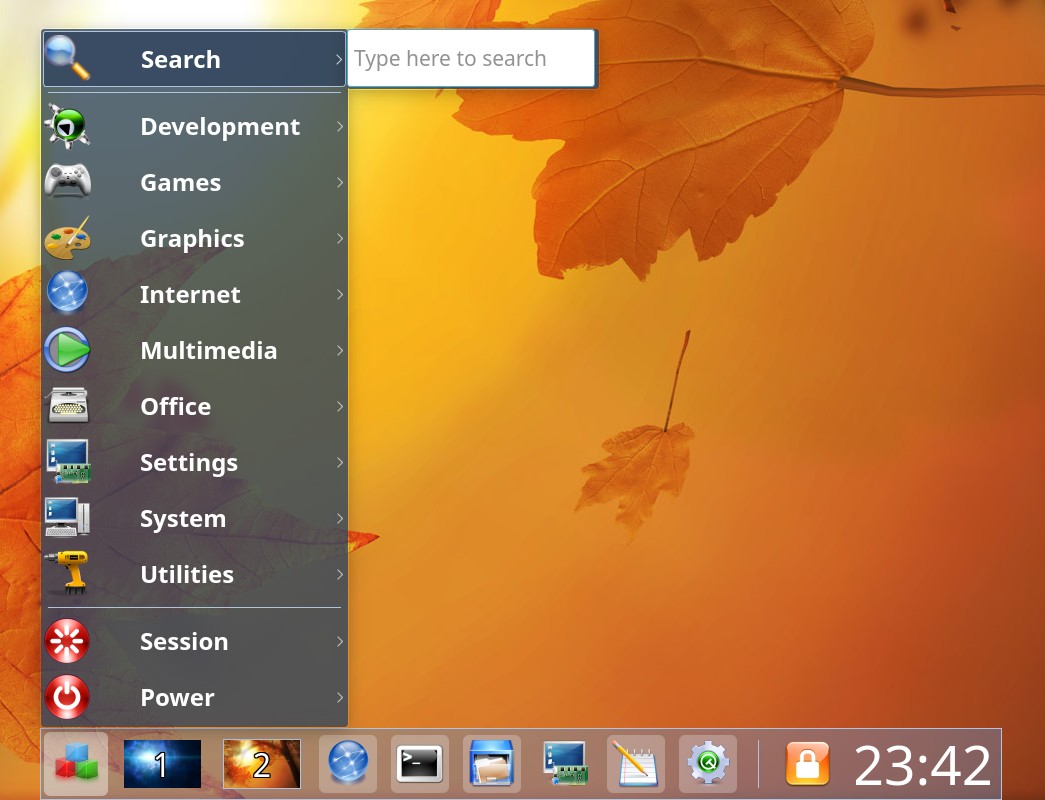 Search
Type here to search
Development
Games
Graphics
Internet
Multimedia
Office
Settings
System
Utilities
Session
Power
1
2
>_
23:42